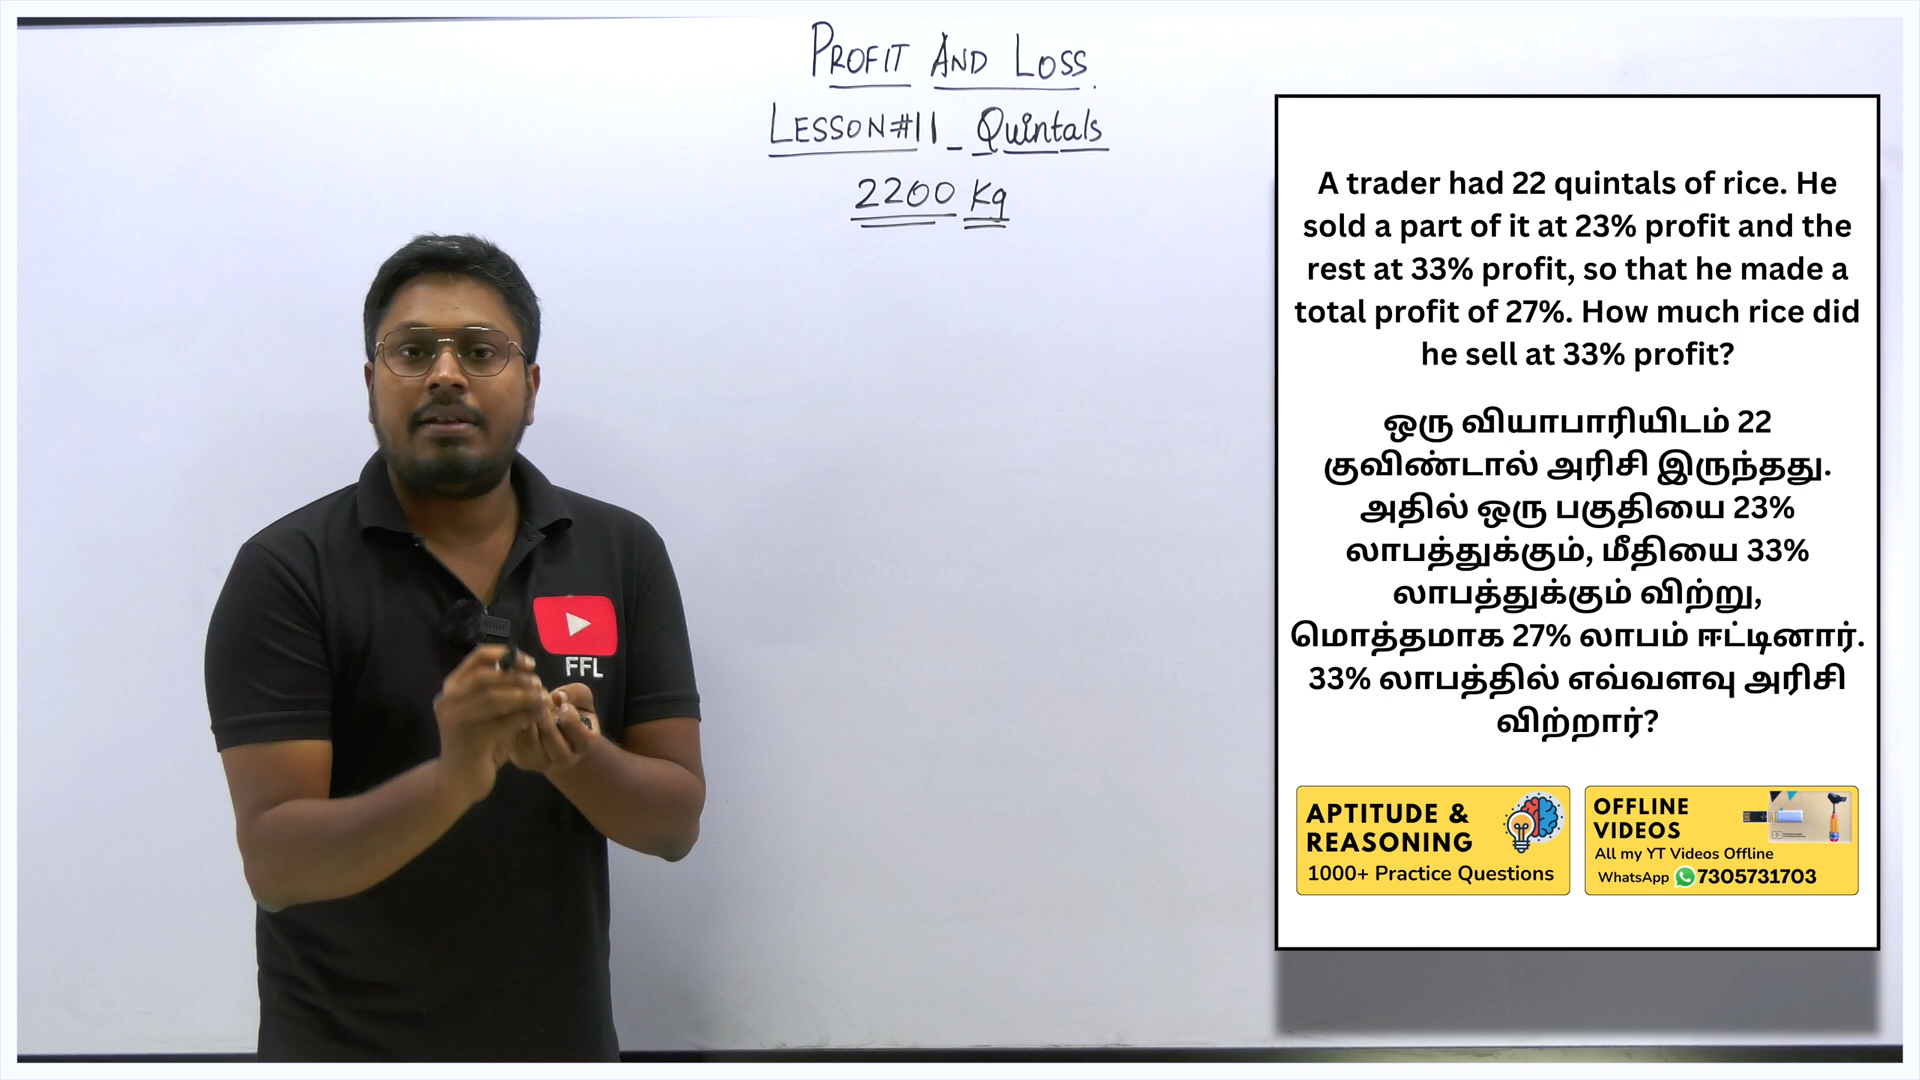 PROFIT AND LOSS.
LESSON#11_Quintals
2200 Kg
A trader had 22 quintals of rice. He
sold a part of it at 23% profit and the
rest at 33% profit, so that he made a
total profit of 27%. How much rice did
he sell at 33% profit?
ஒரு வியாபாரியிடம் 22
குவிண்டால் அரிசி இருந்தது.
அதில் ஒரு பகுதியை 23%
லாபத்துக்கும், மீதியை 33%
லாபத்துக்கும் விற்று,
மொத்தமாக 27% லாபம் ஈட்டினார்.
33% லாபத்தில் எவ்வளவு அரிசி
விற்றார்?
FFL
APTITUDE &
REASONING
1000+ Practice Questions
OFFLINE
VIDEOS
All my YT Videos Offline
WhatsApp 7305731703